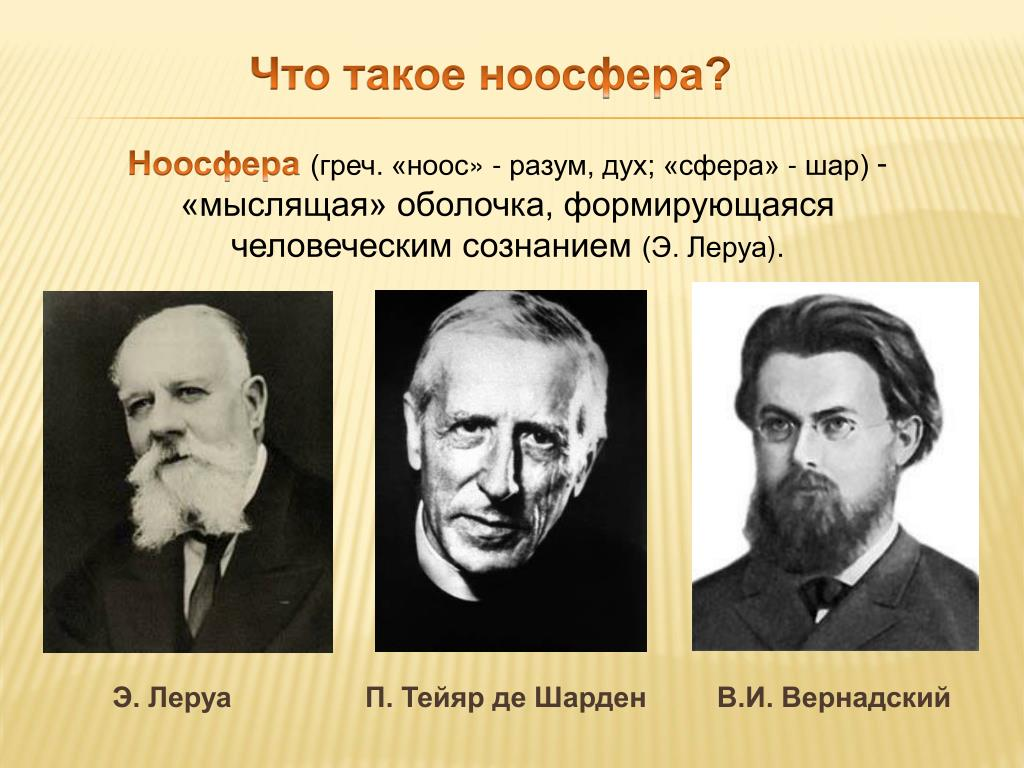 Что такое ноосфера?
Ноосфера (греч. «ноос» - разум, дух; «сфера» - шар) -
«мыслящая» оболочка, формирующаяся
человеческим сознанием (Э. Леруа).
Э. Леруа
П. Тейяр де Шарден
В.И. Вернадский